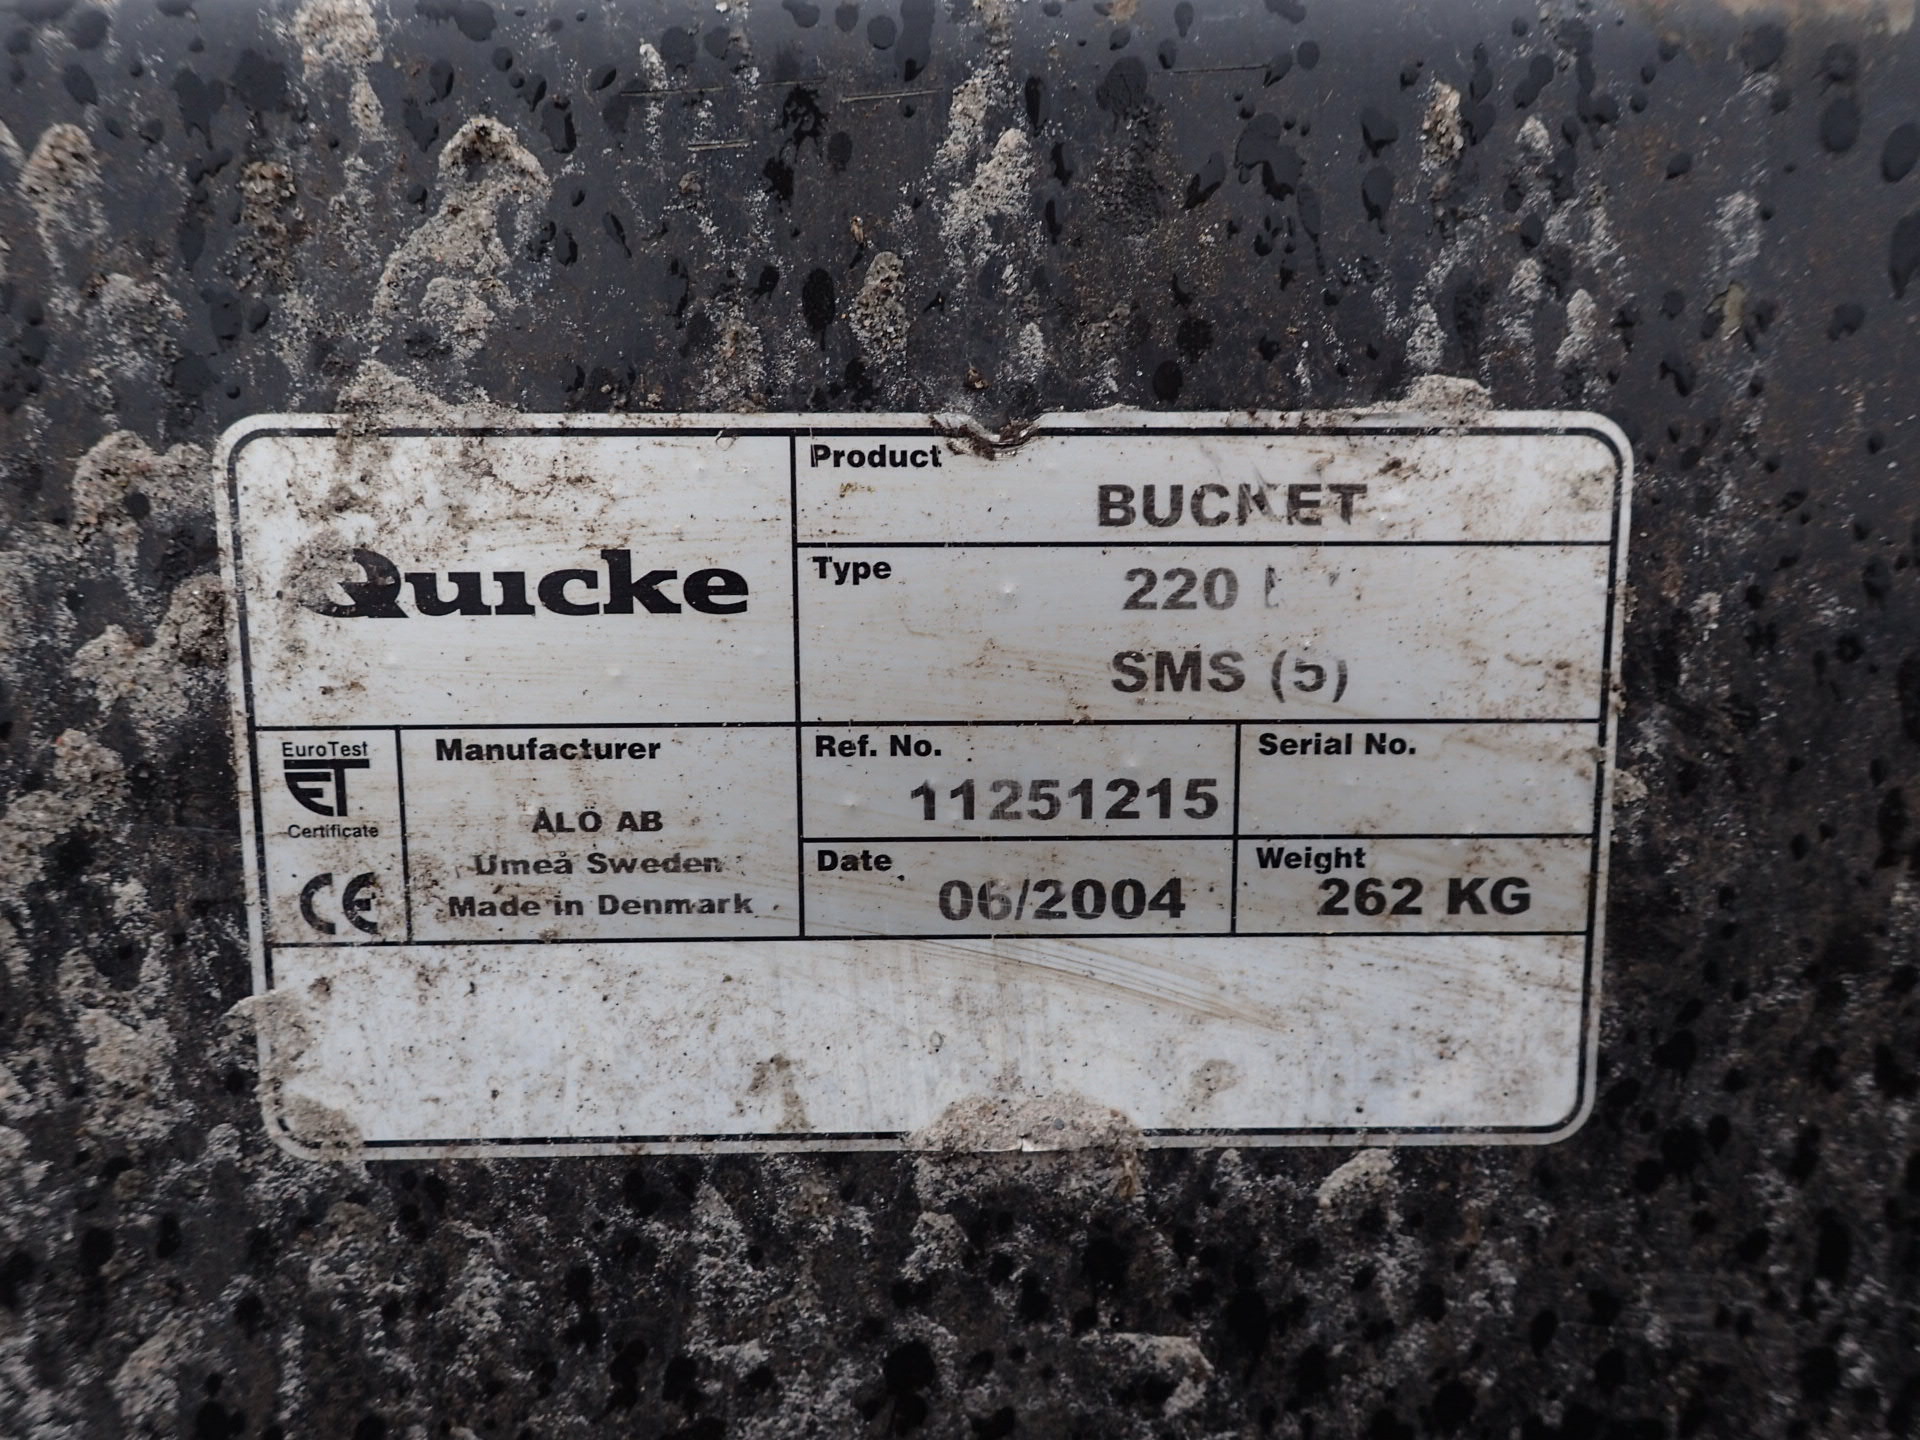 Quicke
Product
BUCKET
Type
220
SMS (5)
EuroTest
ET
Certificate
CE
Manufacturer
ÅLÖ AB
Umeå Sweden
Made in Denmark
Ref. No.
11251215
Serial No.
Date
06/2004
Weight
262 KG